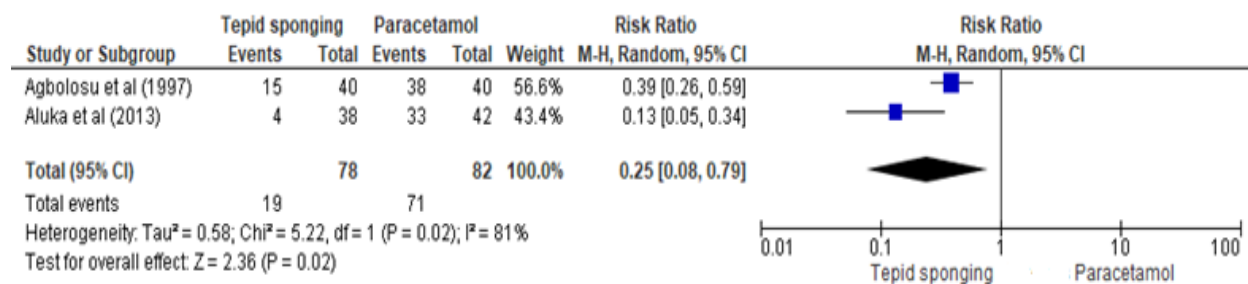 Tepid sponging Paracetamol Risk Ratio Risk Ratio
Study or Subgroup Events Total Events Total Weight M-H, Random, 95% CI M-H, Random, 95% CI
Agbolosu et al (1997) 15 40 38 40 56.6% 0.39 [0.26, 0.59]
Aluka et al (2013) 4 38 33 42 43.4% 0.13 [0.05, 0.34]
Total (95% CI) 78 82 100.0% 0.25 [0.08, 0.79]
Total events 19 71
Heterogeneity: Tau² = 0.58; Chi² = 5.22, df = 1 (P = 0.02); I² = 81%
Test for overall effect: Z = 2.36 (P = 0.02)
0.01 0.1 1 10 100
Tepid sponging Paracetamol